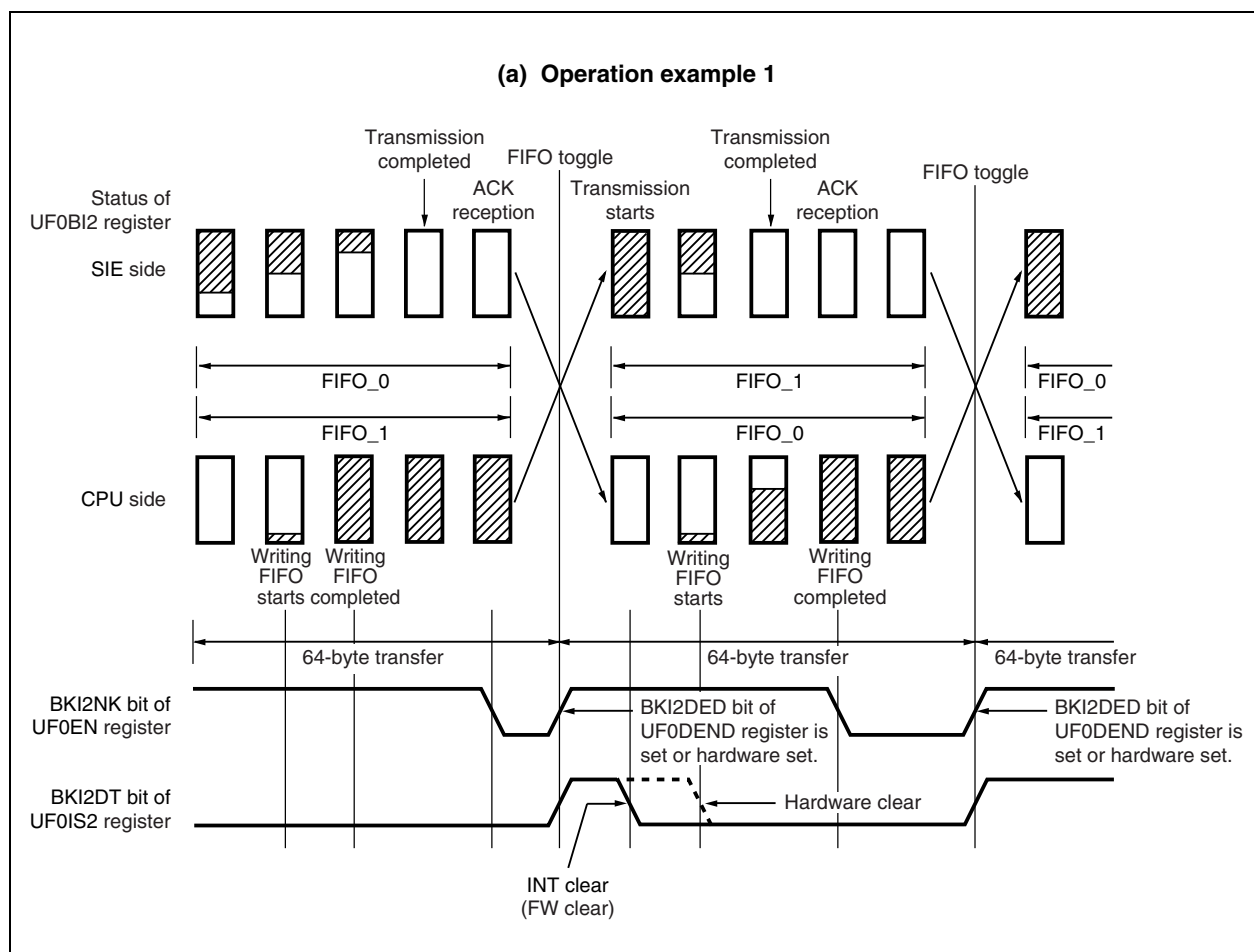 (a) Operation example 1
Transmission
completed
FIFO toggle
Transmission
completed
FIFO toggle
Status of
UF0BI2 register
ACK
reception
Transmission
starts
ACK
reception
SIE side
FIFO_0
FIFO_1
FIFO_0
FIFO_1
FIFO_0
FIFO_1
CPU side
Writing
FIFO
starts
Writing
FIFO
completed
Writing
FIFO
starts
Writing
FIFO
completed
64-byte transfer
64-byte transfer
64-byte transfer
BKI2NK bit of
UF0EN register
BKI2DED bit of
UF0DEND register is
set or hardware set.
BKI2DED bit of
UF0DEND register is
set or hardware set.
BKI2DT bit of
UF0IS2 register
Hardware clear
INT clear
(FW clear)